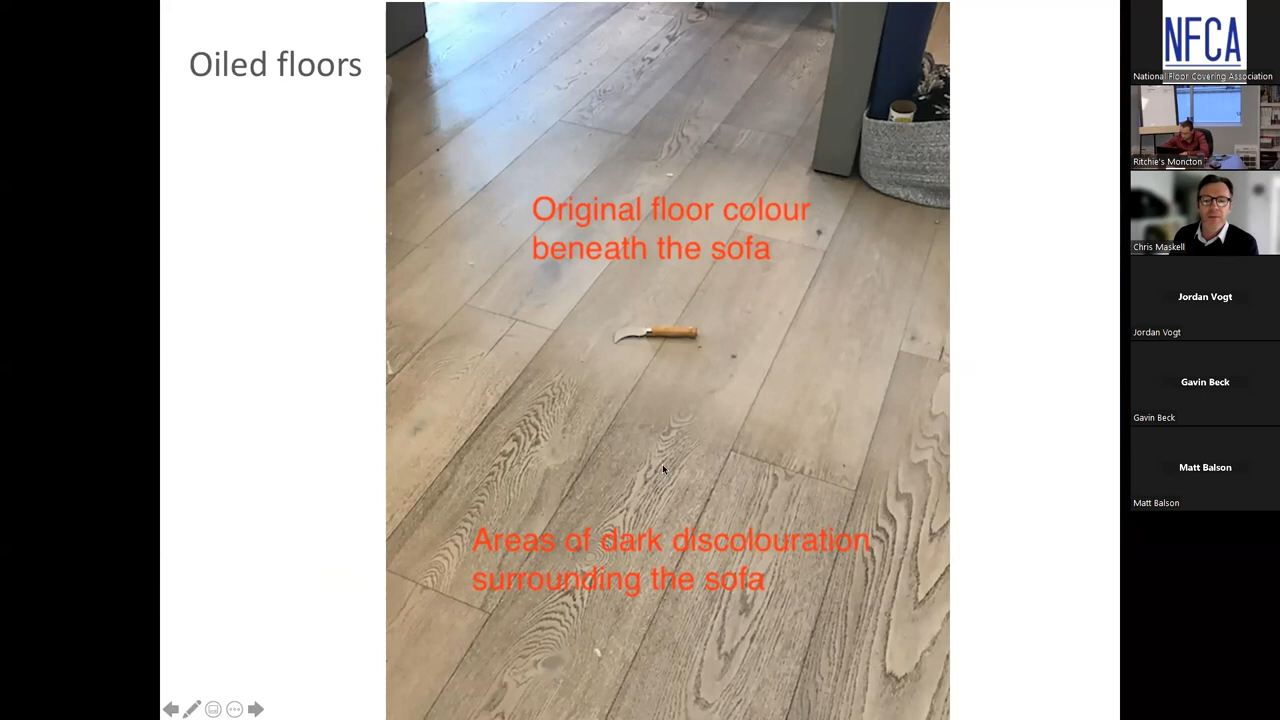 Oiled floors
Original floor colour
beneath the sofa
Areas of dark discolouration
surrounding the sofa
NFCA
National Floor Covering Association
Ritchie's Moncton
Chris Maskell
Jordan Vogt
Jordan Vogt
Gavin Beck
Gavin Beck
Matt Balson
Matt Balson